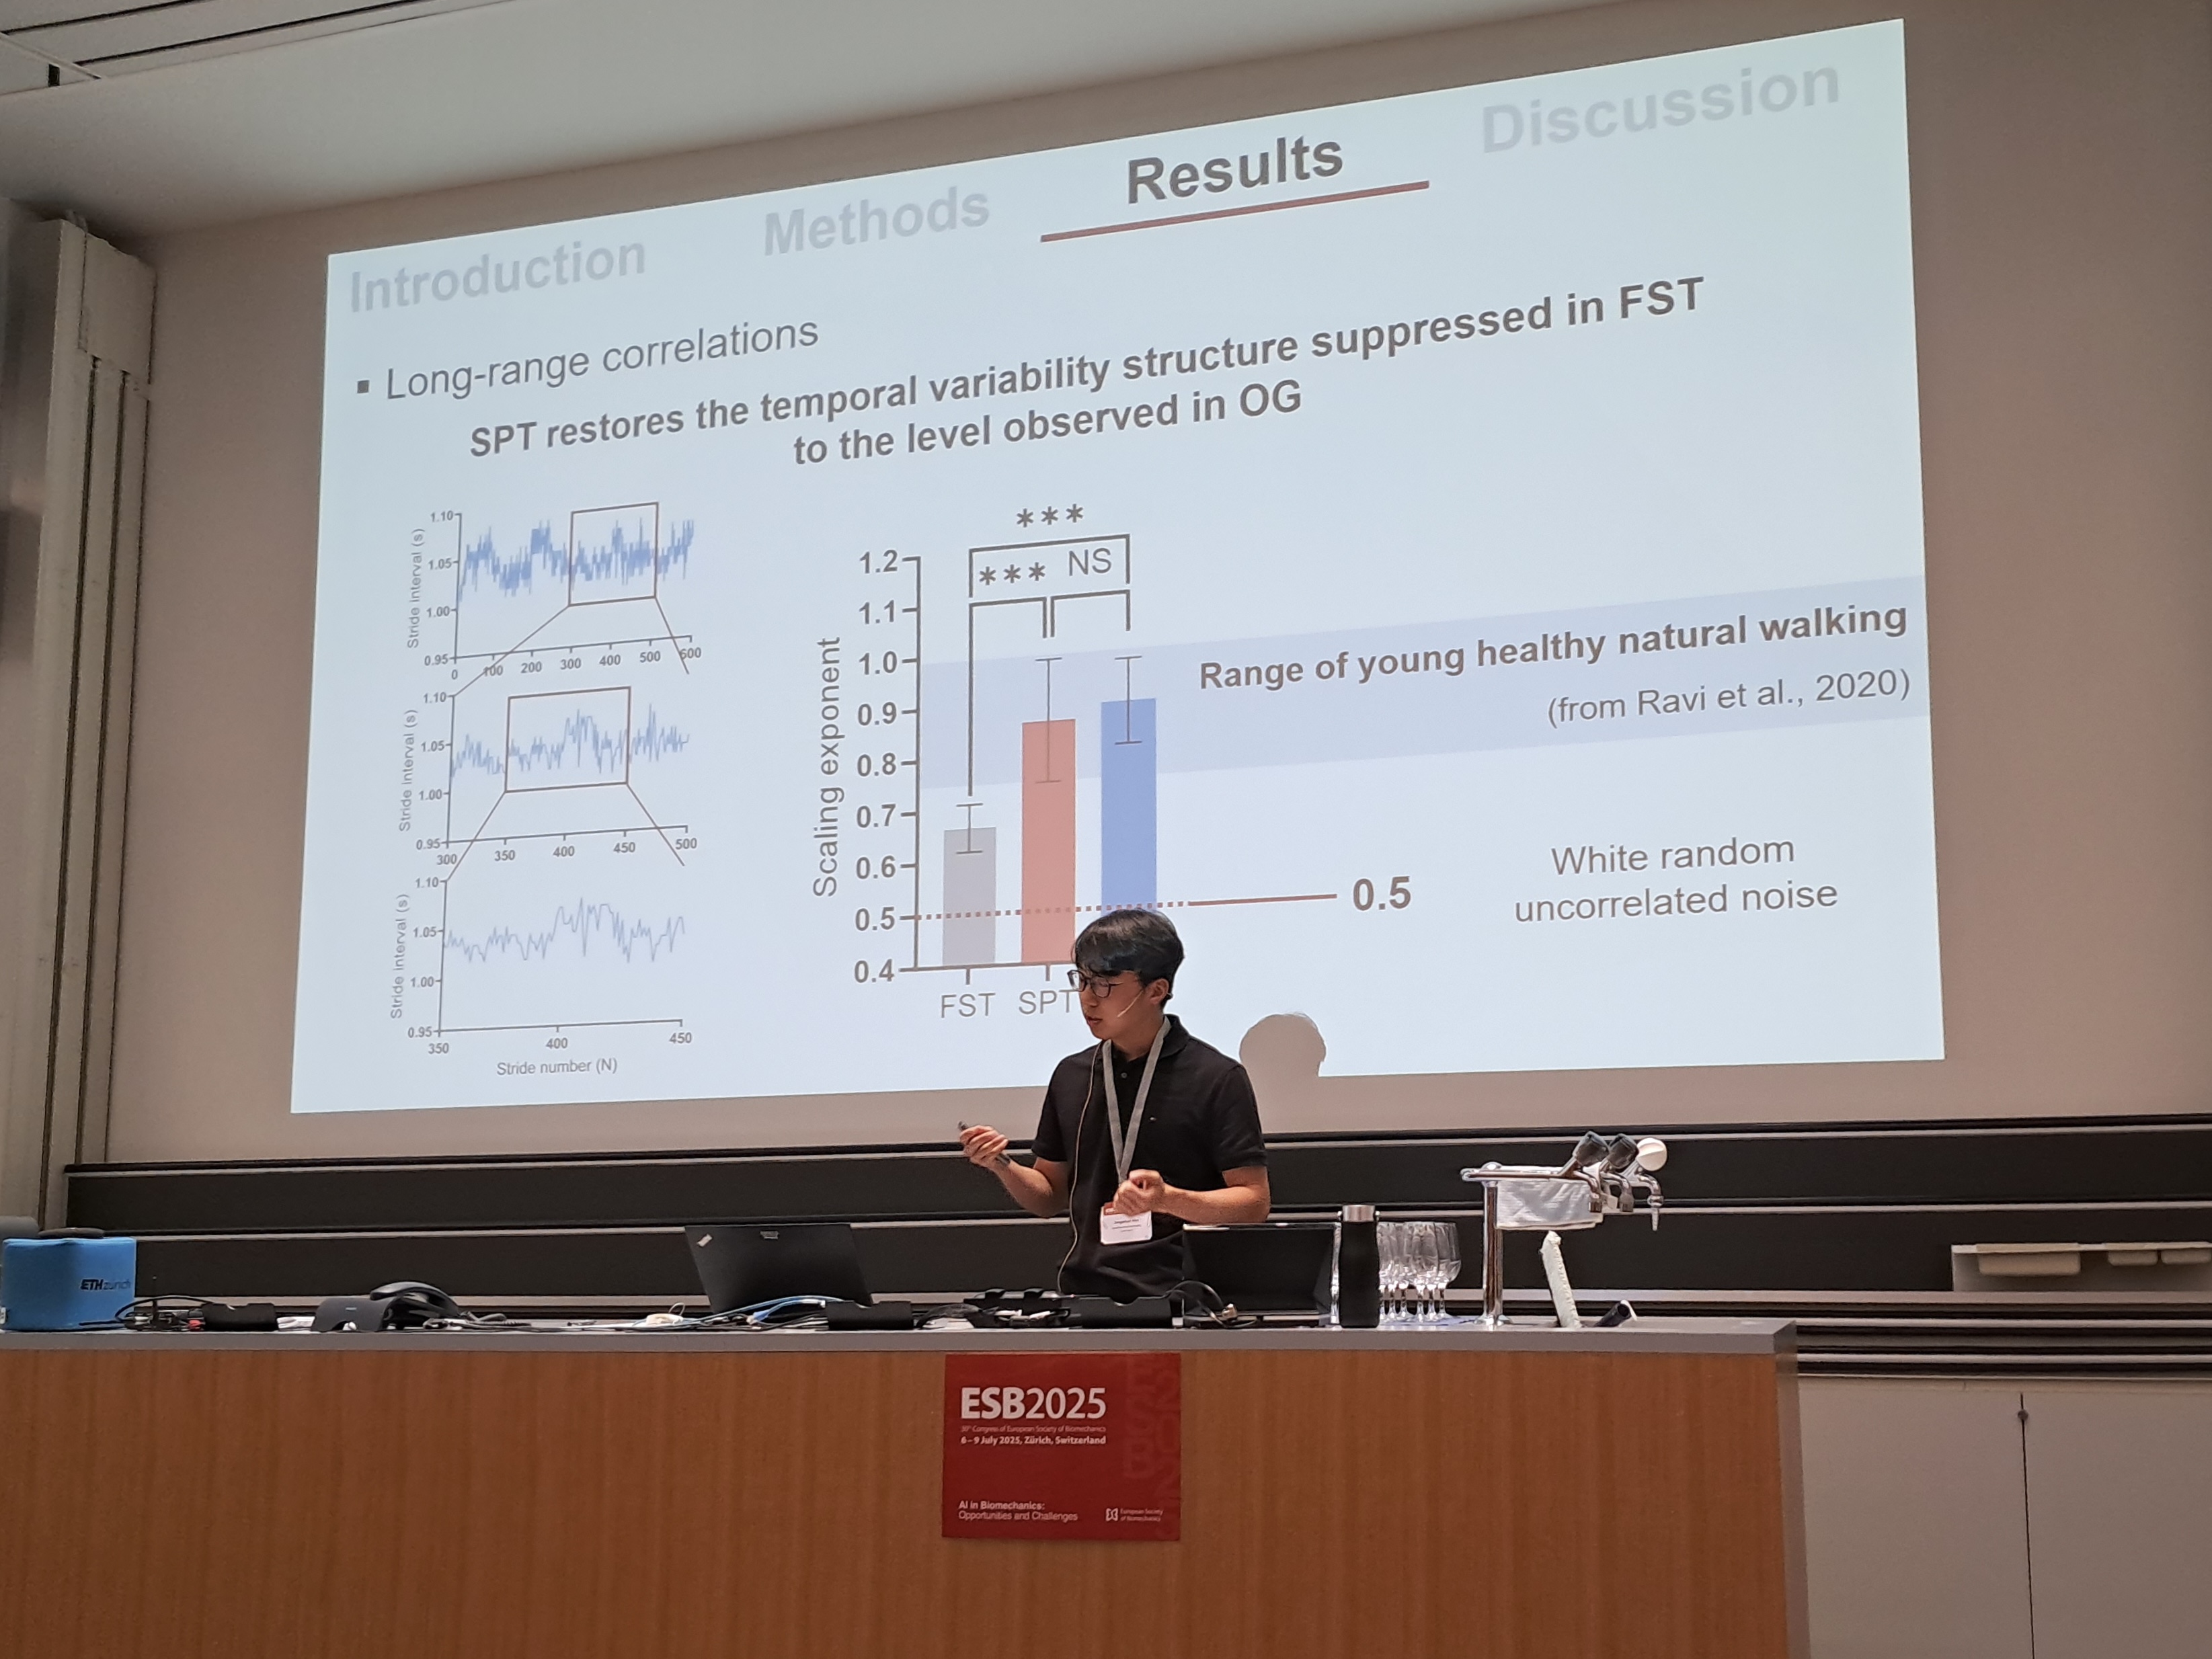 Introduction
Methods
Results
Discussion
▪ Long-range correlations
SPT restores the temporal variability structure suppressed in FST
to the level observed in OG
Stride interval (s)
1.10
1.05
1.00
0.95
0 100 200 300 400 500 600
Stride interval (s)
1.10
1.05
1.00
0.95
300 350 400 450 500
Stride interval (s)
1.10
1.05
1.00
0.95
350 400 450
Stride number (N)
Scaling exponent
1.2
1.1
1.0
0.9
0.8
0.7
0.6
0.5
0.4
***
*** NS
FST SPT
Range of young healthy natural walking
(from Ravi et al., 2020)
0.5
White random
uncorrelated noise
ETH zürich
ESB2025
30th Congress of European Society of Biomechanics
6–9 July 2025, Zürich, Switzerland
AI in Biomechanics:
Opportunities and Challenges
European Society
of Biomechanics